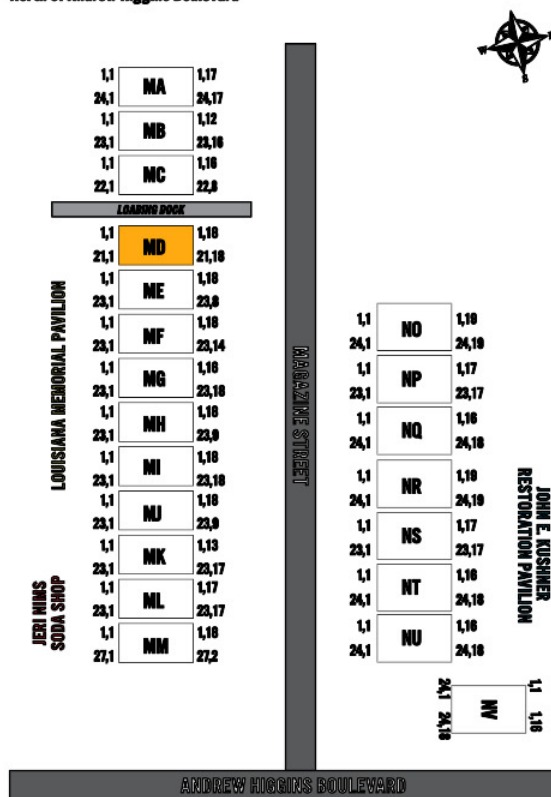 1,1 MA 1,17
24,1 24,17
1,1 MB 1,12
23,1 23,16
1,1 MC 1,16
22,1 22,8
LOADING DOCK
1,1 MD 1,18
21,1 21,18
1,1 ME 1,18
23,1 23,8
1,1 MF 1,18
23,1 23,14
1,1 MG 1,16
23,1 23,18
1,1 MH 1,18
23,1 23,9
1,1 MI 1,18
23,1 23,18
1,1 MJ 1,18
23,1 23,9
1,1 MK 1,13
23,1 23,17
1,1 ML 1,17
23,1 23,17
1,1 MM 1,18
27,1 27,2
LOUISIANA MEMORIAL PAVILION
JERI NIMS
SODA SHOP
MAGAZINE STREET
1,1 NO 1,19
24,1 24,19
1,1 NP 1,17
23,1 23,17
1,1 NQ 1,16
24,1 24,18
1,1 NR 1,19
24,1 24,19
1,1 NS 1,17
23,1 23,17
1,1 NT 1,16
24,1 24,18
1,1 NU 1,16
24,1 24,18
JOHN E. KUSHNER
RESTORATION PAVILION
1,1 NV 1,16
24,1 24,18
ANDREW HIGGINS BOULEVARD